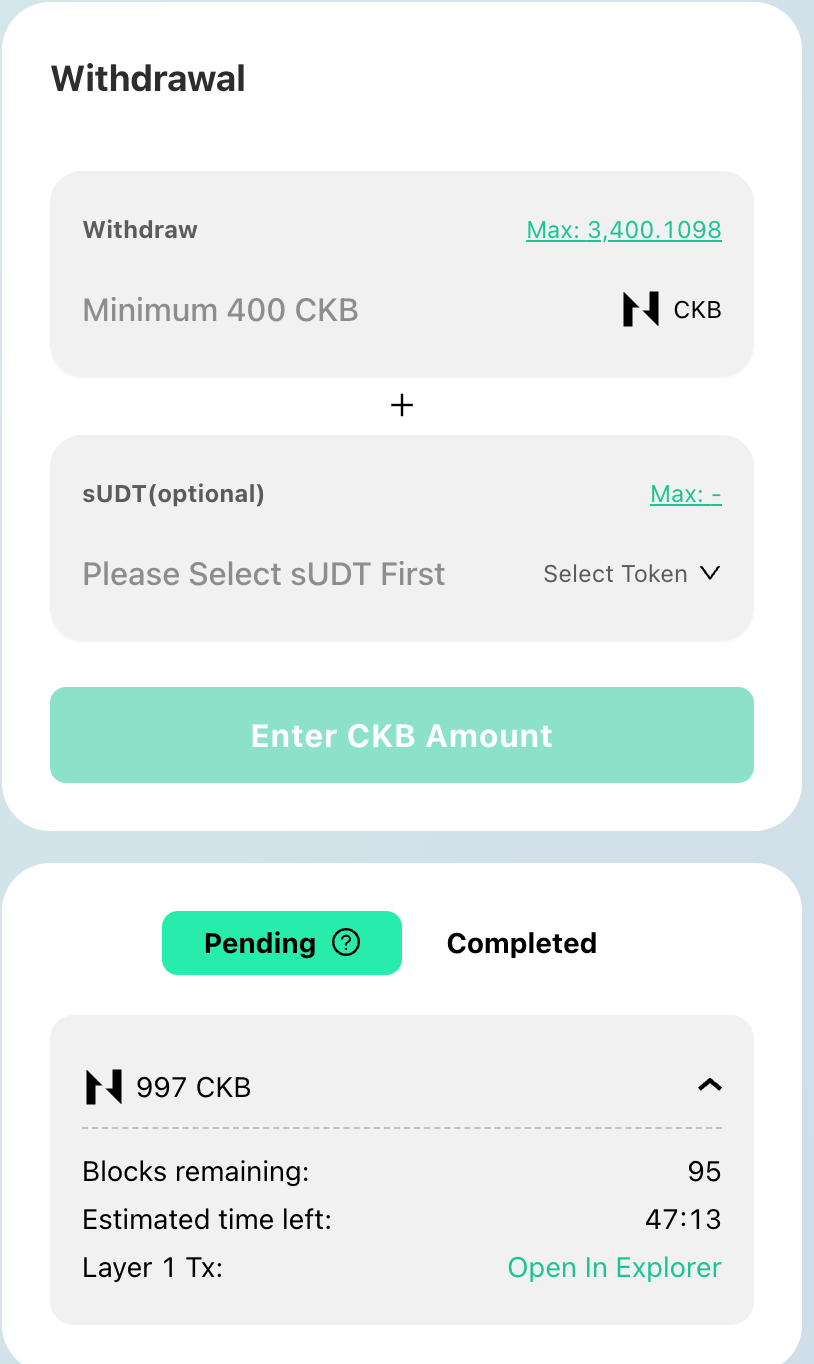 Withdrawal
Withdraw Max: 3,400.1098
Minimum 400 CKB CKB
+
sUDT(optional) Max: -
Please Select sUDT First Select Token
Enter CKB Amount
Pending ? Completed
997 CKB
Blocks remaining: 95
Estimated time left: 47:13
Layer 1 Tx: Open In Explorer